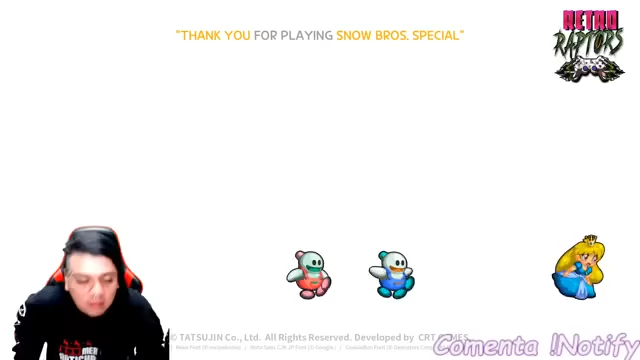 "THANK YOU FOR PLAYING SNOW BROS. SPECIAL"
RETRO
RAPTORS
© TATSUJIN Co., Ltd. All Rights Reserved. Developed by CRT GAMES
Comenta !Notify